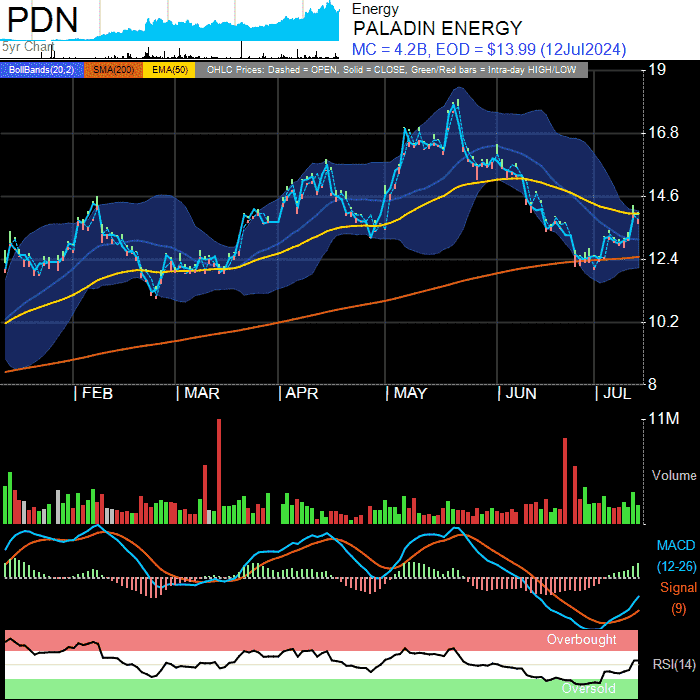 PDN
5yr Chart
Energy
PALADIN ENERGY
MC = 4.2B, EOD = $13.99 (12Jul2024)
BollBands(20,2) SMA(200) EMA(50) OHLC Prices: Dashed = OPEN, Solid = CLOSE, Green/Red bars = Intra-day HIGH/LOW
19
16.8
14.6
12.4
10.2
8
| FEB | MAR | APR | MAY | JUN | JUL
11M
Volume
MACD
(12-26)
Signal
(9)
Overbought
RSI(14)
Oversold